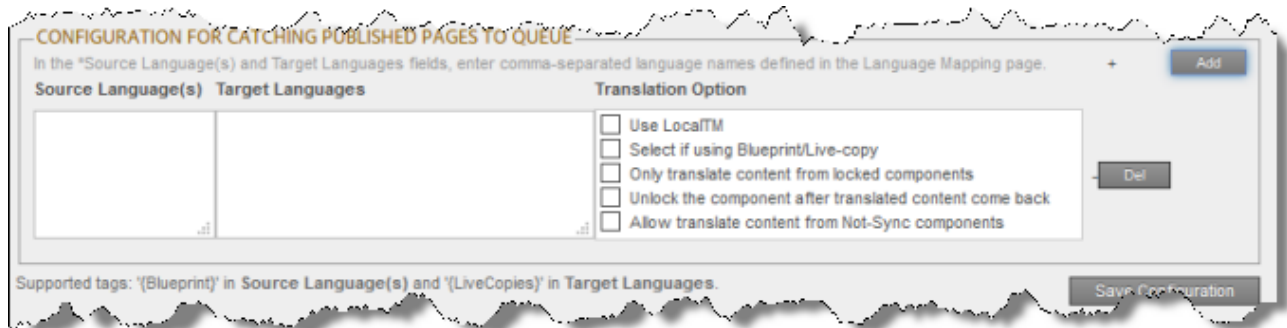 CONFIGURATION FOR CATCHING PUBLISHED PAGES TO QUEUE
In the *Source Language(s) and Target Languages fields, enter comma-separated language names defined in the Language Mapping page. + Add
Source Language(s) Target Languages Translation Option
Use LocalTM
Select if using Blueprint/Live-copy
Only translate content from locked components
- Del
Unlock the component after translated content come back
Allow translate content from Not-Sync components
Supported tags: '{Blueprint}' in Source Language(s) and '{LiveCopies}' in Target Languages.
Save Configuration